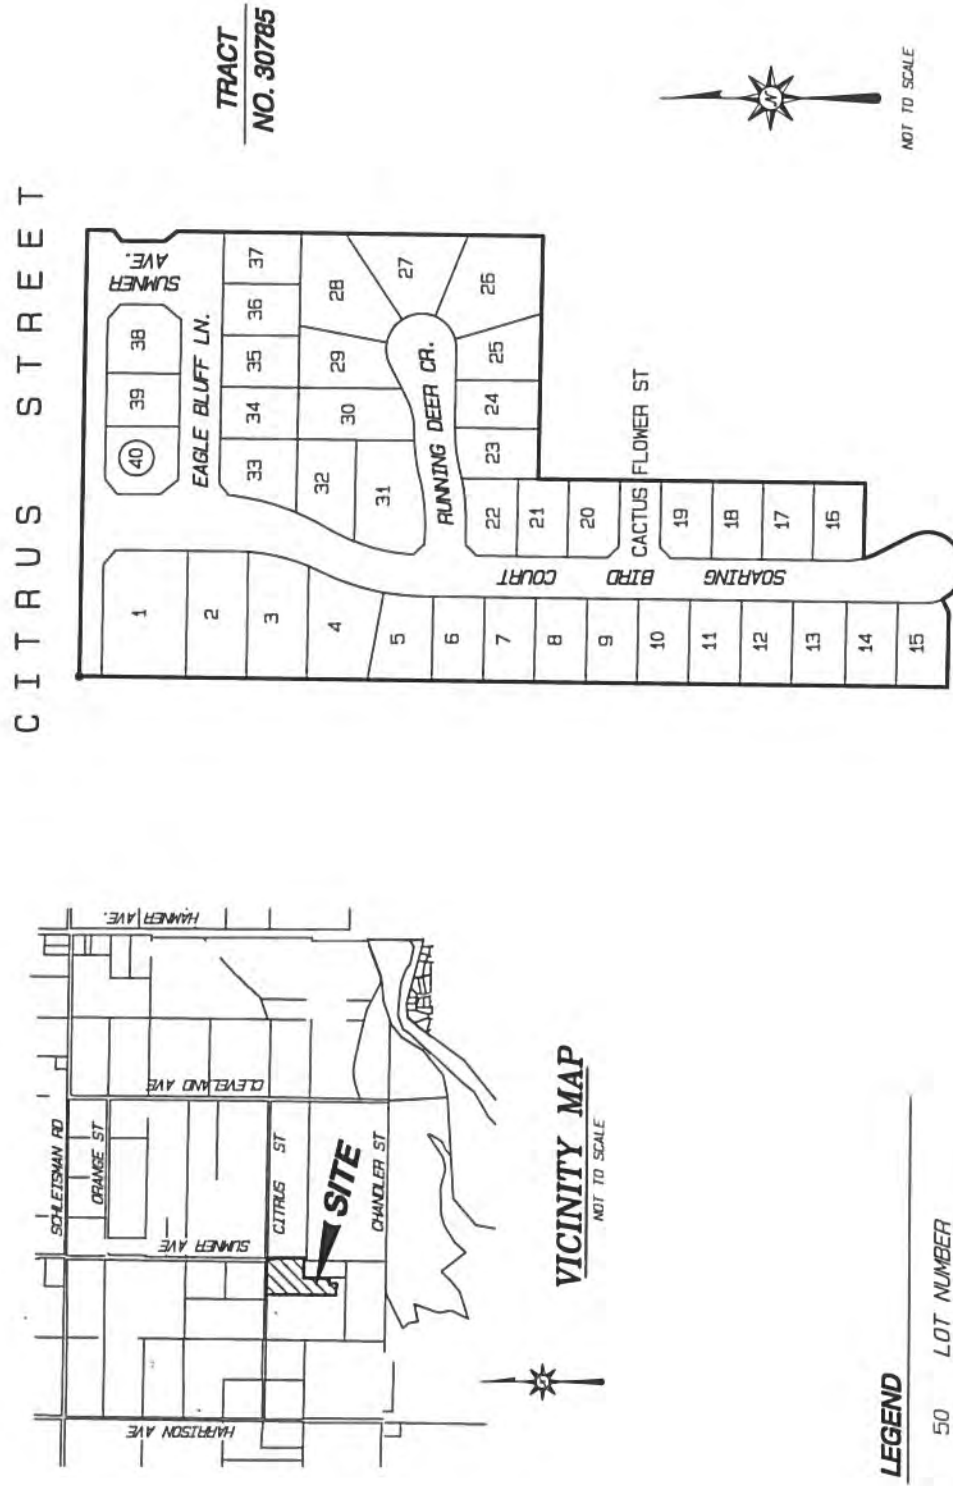 CITRUS STREET
TRACT
NO. 30785
SUMNER
AVE.
38
39
40
EAGLE BLUFF LN.
37
36
35
34
33
28
27
29
30
32
31
RUNNING DEER CR.
26
25
24
23
22
21
20
CACTUS FLOWER ST
19
18
17
16
SOARING BIRD COURT
1
2
3
4
5
6
7
8
9
10
11
12
13
14
15
N
NOT TO SCALE
HAMNER AVE.
CLEVELAND AVE
SCHLEISMAN RD
ORANGE ST
SUMNER AVE
CITRUS ST
CHANDLER ST
HARRISON AVE
SITE
VICINITY MAP
NOT TO SCALE
LEGEND
50 LOT NUMBER